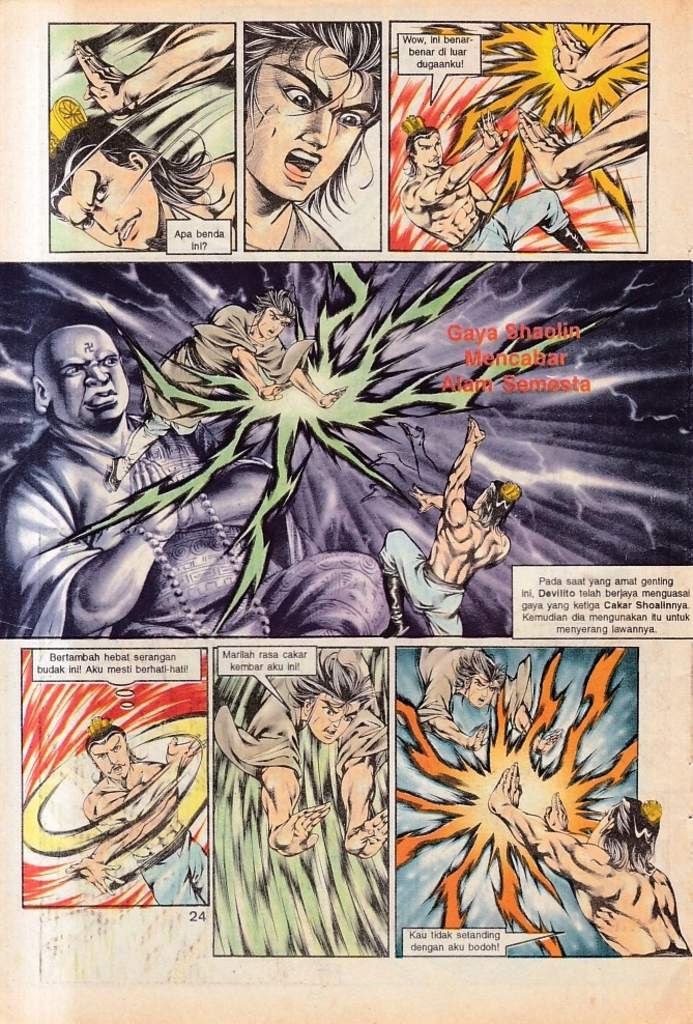 Apa benda
ini?
Wow, ini benar-
benar di luar
dugaanku!
Gaya Shaolin
Mencabar
Alam Semesta
Pada saat yang amat genting
ini, Devilito telah berjaya menguasai
gaya yang ketiga Cakar Shoalinnya.
Kemudian dia mengunakan itu untuk
menyerang lawannya.
Bertambah hebat serangan
budak ini! Aku mesti berhati-hati!
Marilah rasa cakar
kembar aku ini!
Kau tidak setanding
dengan aku bodoh!
24